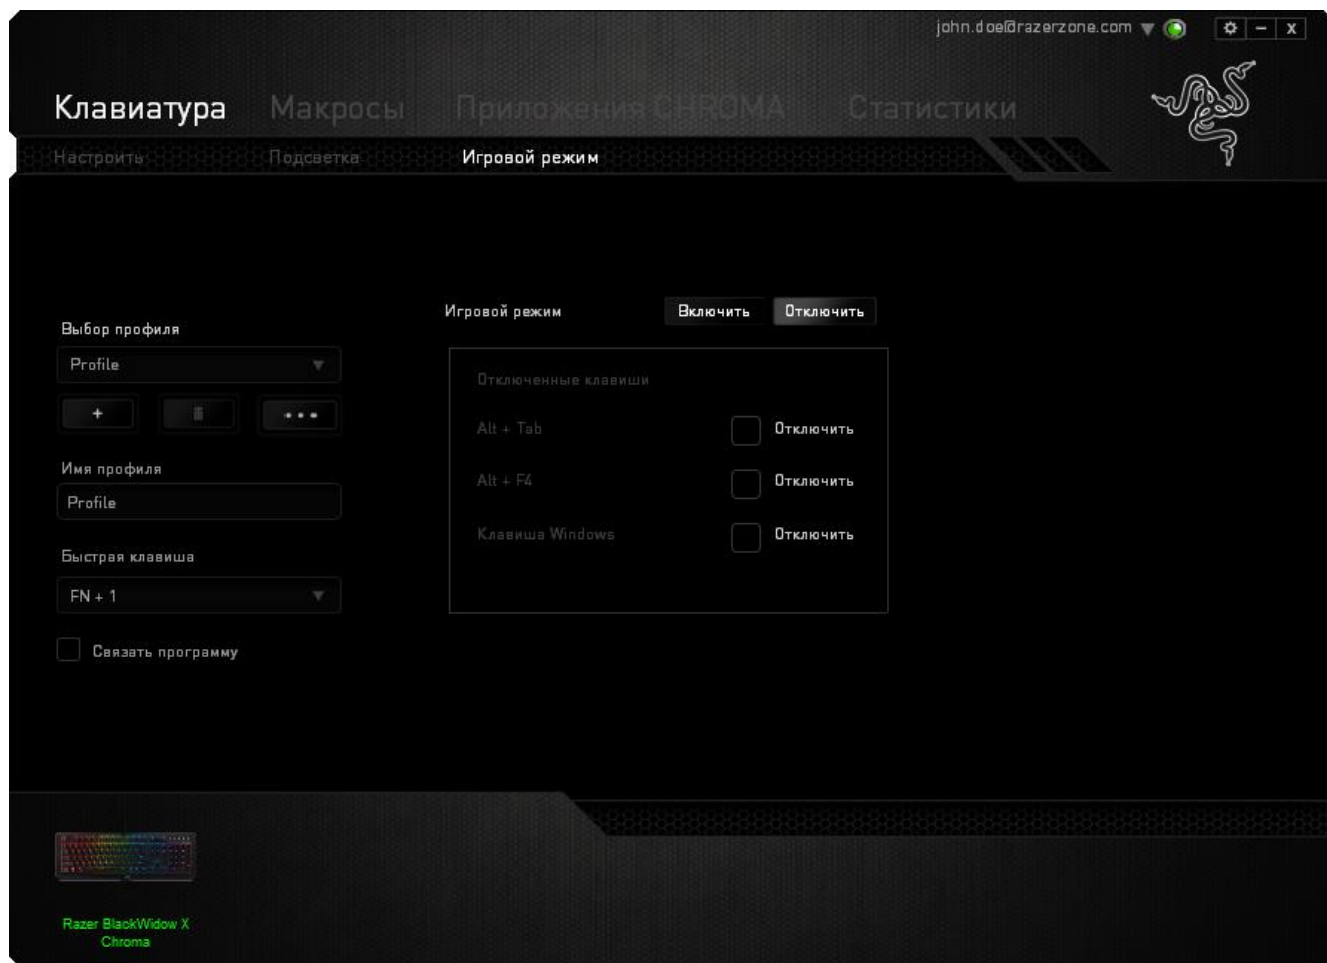 john.doe@razerzone.com
Клавиатура Макросы Приложения CHROMA Статистики
Настроить Подсветка Игровой режим
Выбор профиля
Profile
Имя профиля
Profile
Быстрая клавиша
FN + 1
Связать программу
Игровой режим Включить Отключить
Отключенные клавиши
Alt + Tab Отключить
Alt + F4 Отключить
Клавиша Windows Отключить
Razer BlackWidow X
Chroma